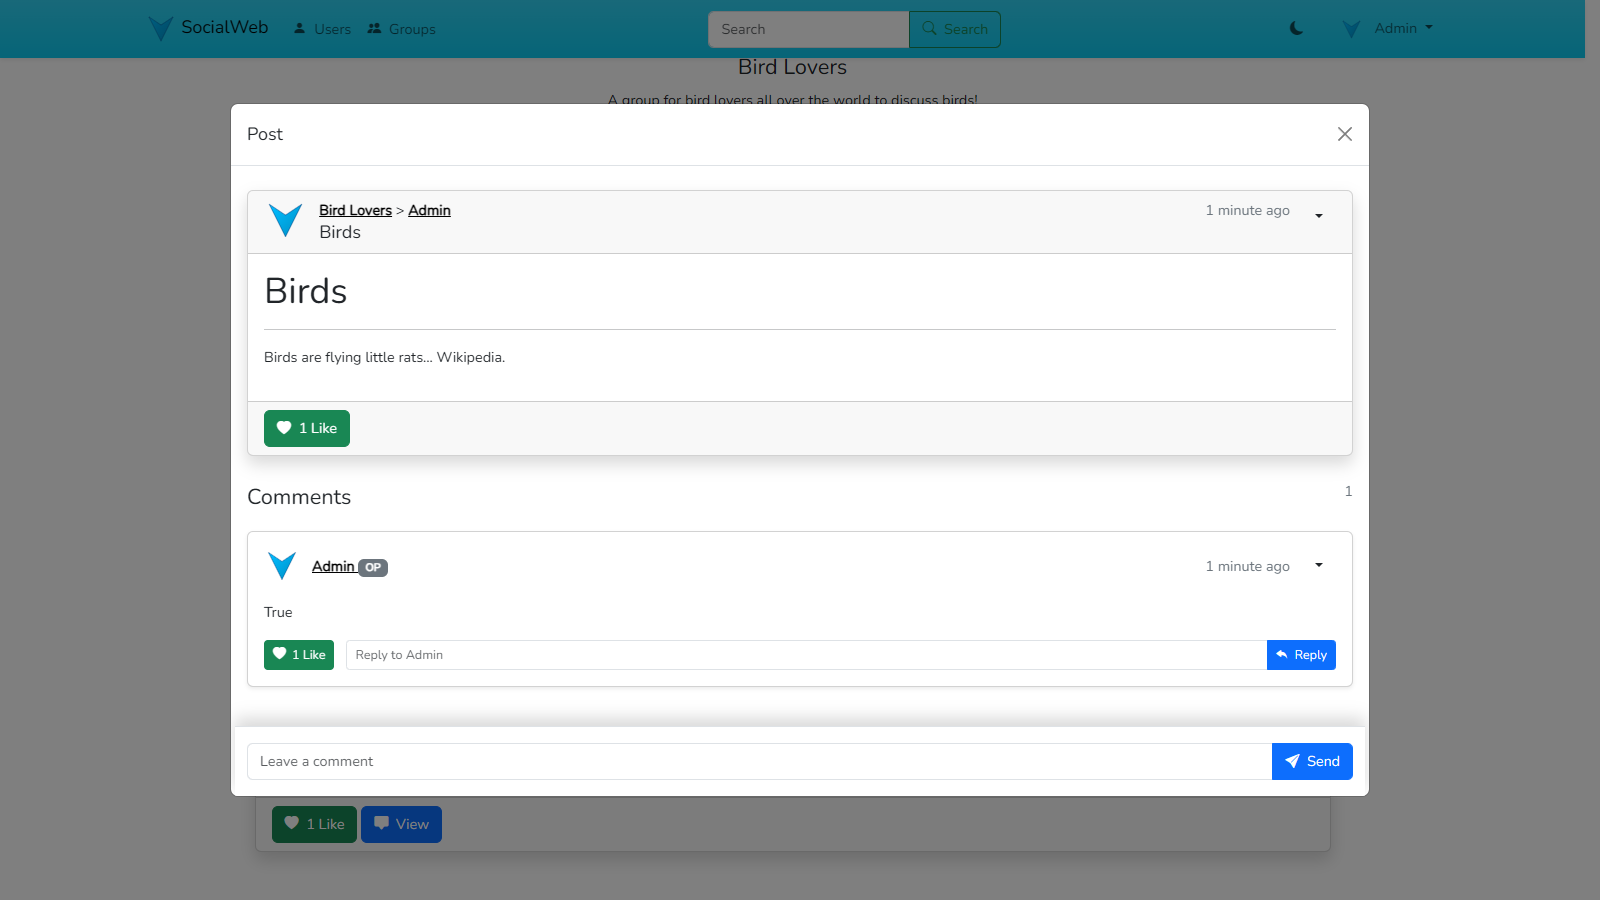 SocialWeb Users Groups Search Search Admin
Bird Lovers
A group for bird lovers all over the world to discuss birds!
Post
Bird Lovers > Admin 1 minute ago
Birds
Birds
Birds are flying little rats... Wikipedia.
1 Like
Comments 1
Admin OP 1 minute ago
True
1 Like Reply to Admin Reply
Leave a comment Send
1 Like View